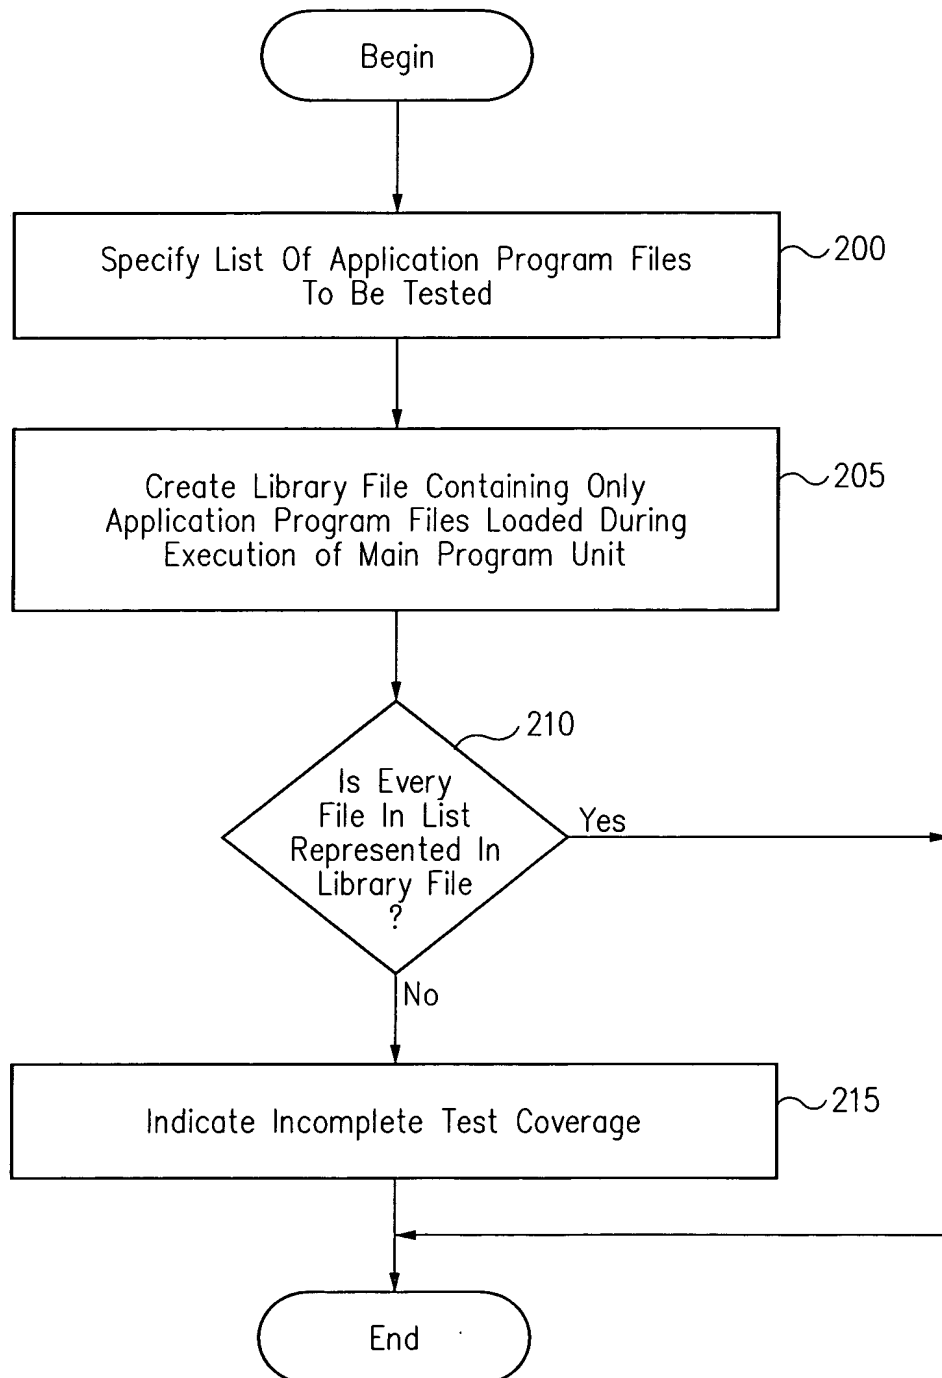 Begin
Specify List Of Application Program Files
To Be Tested
200
Create Library File Containing Only
Application Program Files Loaded During
Execution of Main Program Unit
205
210
Is Every
File In List
Represented In
Library File
?
Yes
No
Indicate Incomplete Test Coverage
215
End